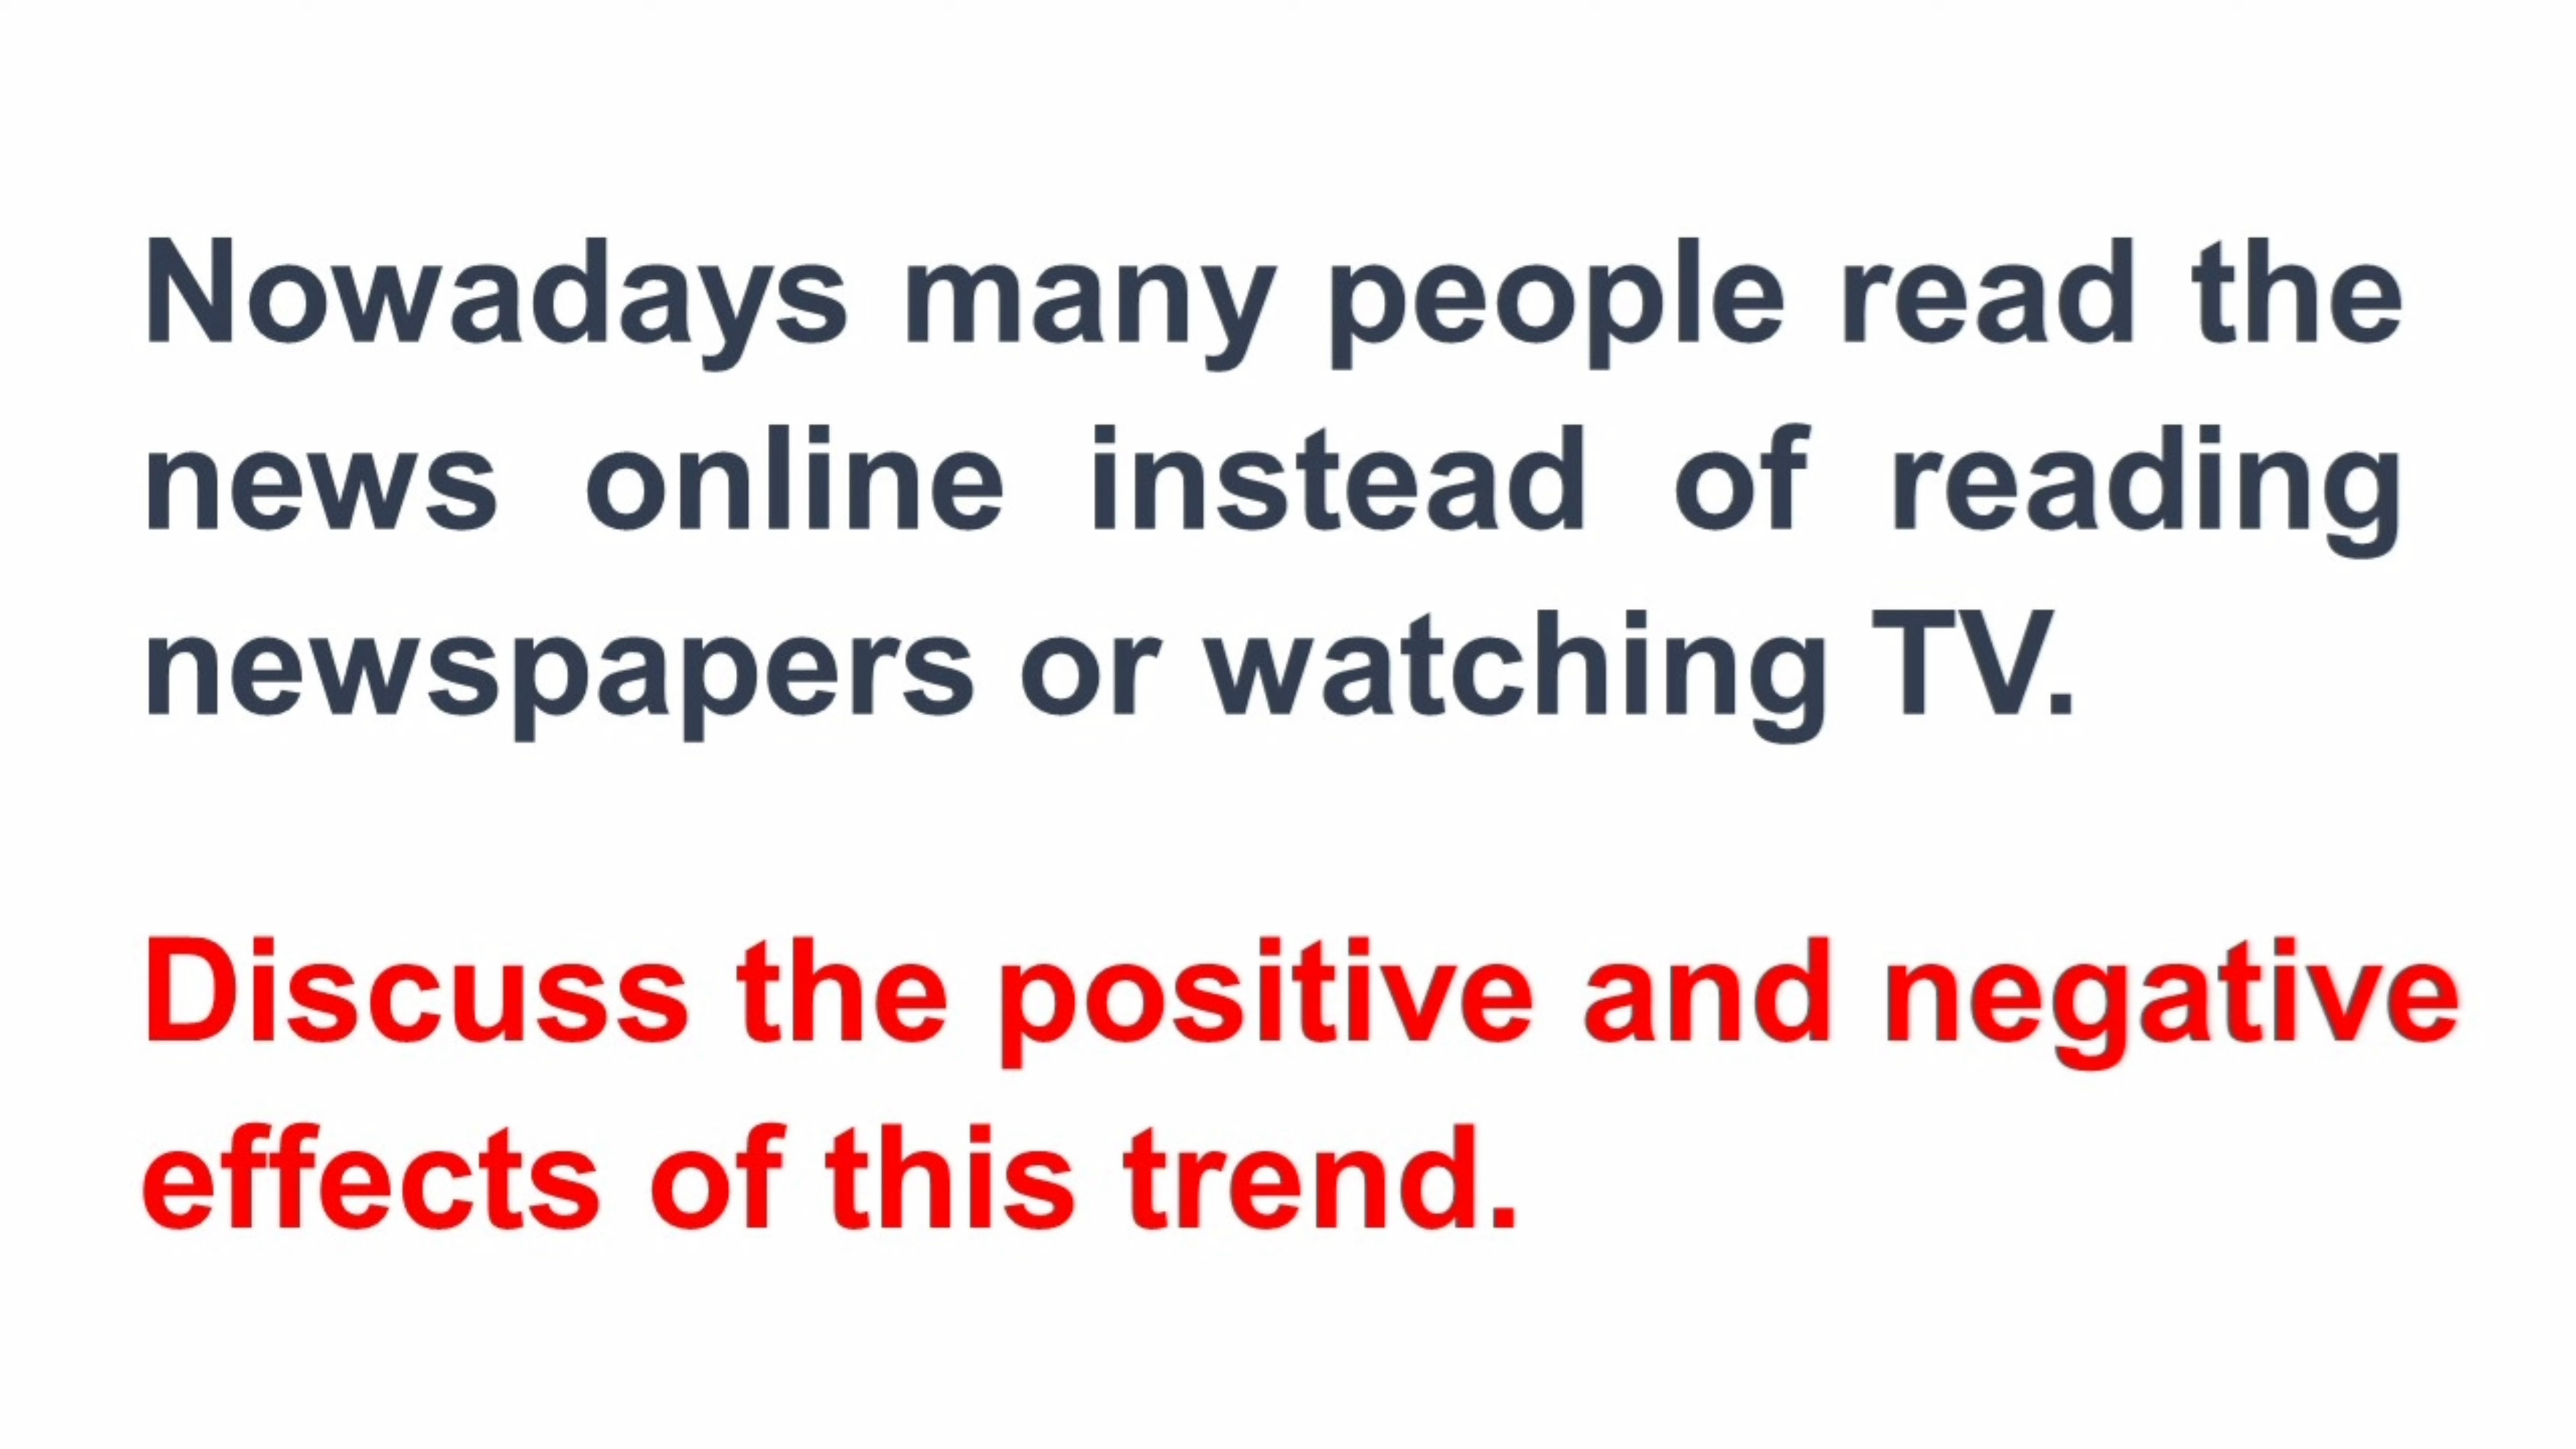 Nowadays many people read the
news online instead of reading
newspapers or watching TV.
Discuss the positive and negative
effects of this trend.